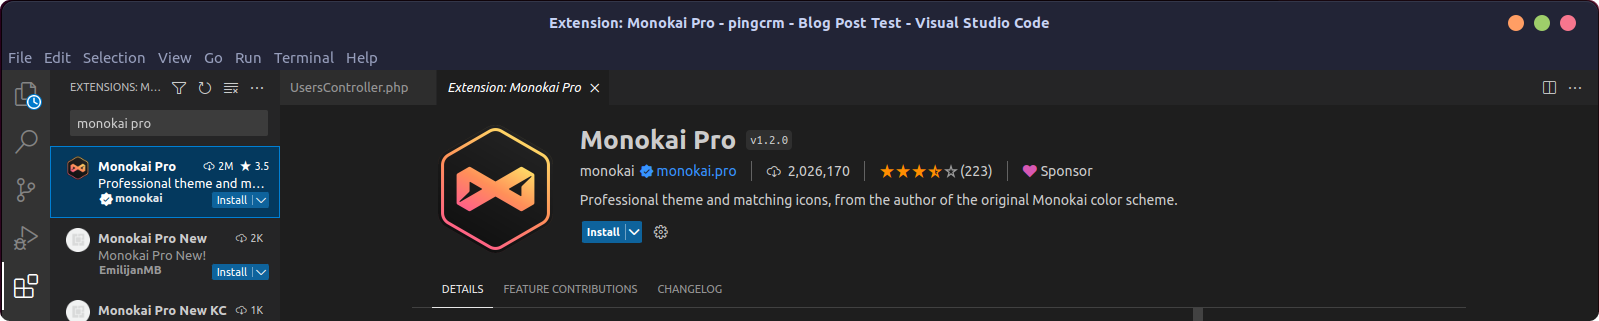 Extension: Monokai Pro - pingcrm - Blog Post Test - Visual Studio Code
File Edit Selection View Go Run Terminal Help
EXTENSIONS: M...
monokai pro
Monokai Pro 2M ★ 3.5
Professional theme and m...
monokai Install
Monokai Pro New 2K
Monokai Pro New!
EmilijanMB Install
Monokai Pro New KC 1K
UsersController.php Extension: Monokai Pro
Monokai Pro v1.2.0
monokai monokai.pro 2,026,170 (223) Sponsor
Professional theme and matching icons, from the author of the original Monokai color scheme.
Install
DETAILS FEATURE CONTRIBUTIONS CHANGELOG